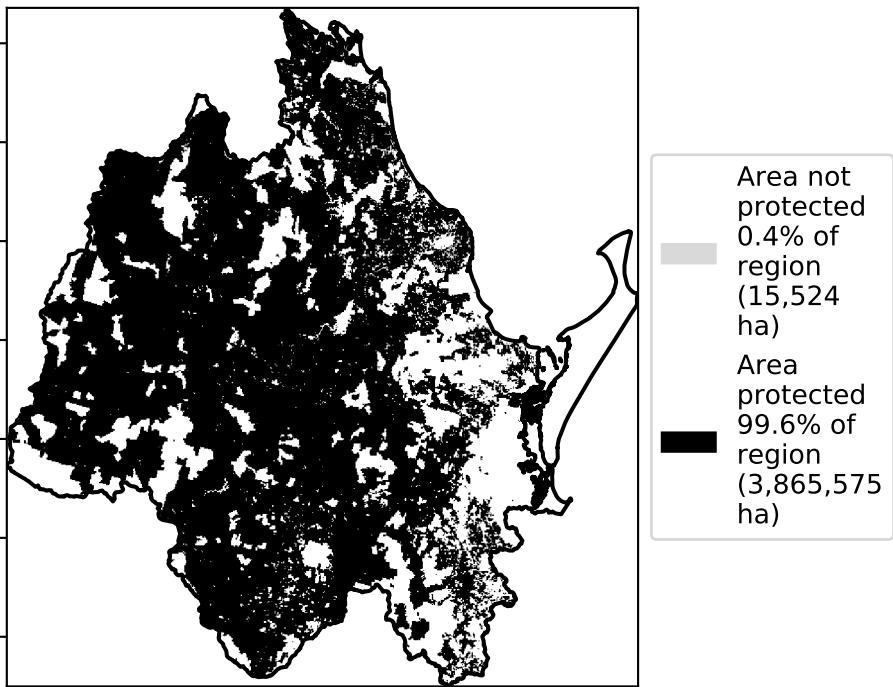 Area not
protected
0.4% of
region
(15,524
ha)
Area
protected
99.6% of
region
(3,865,575
ha)